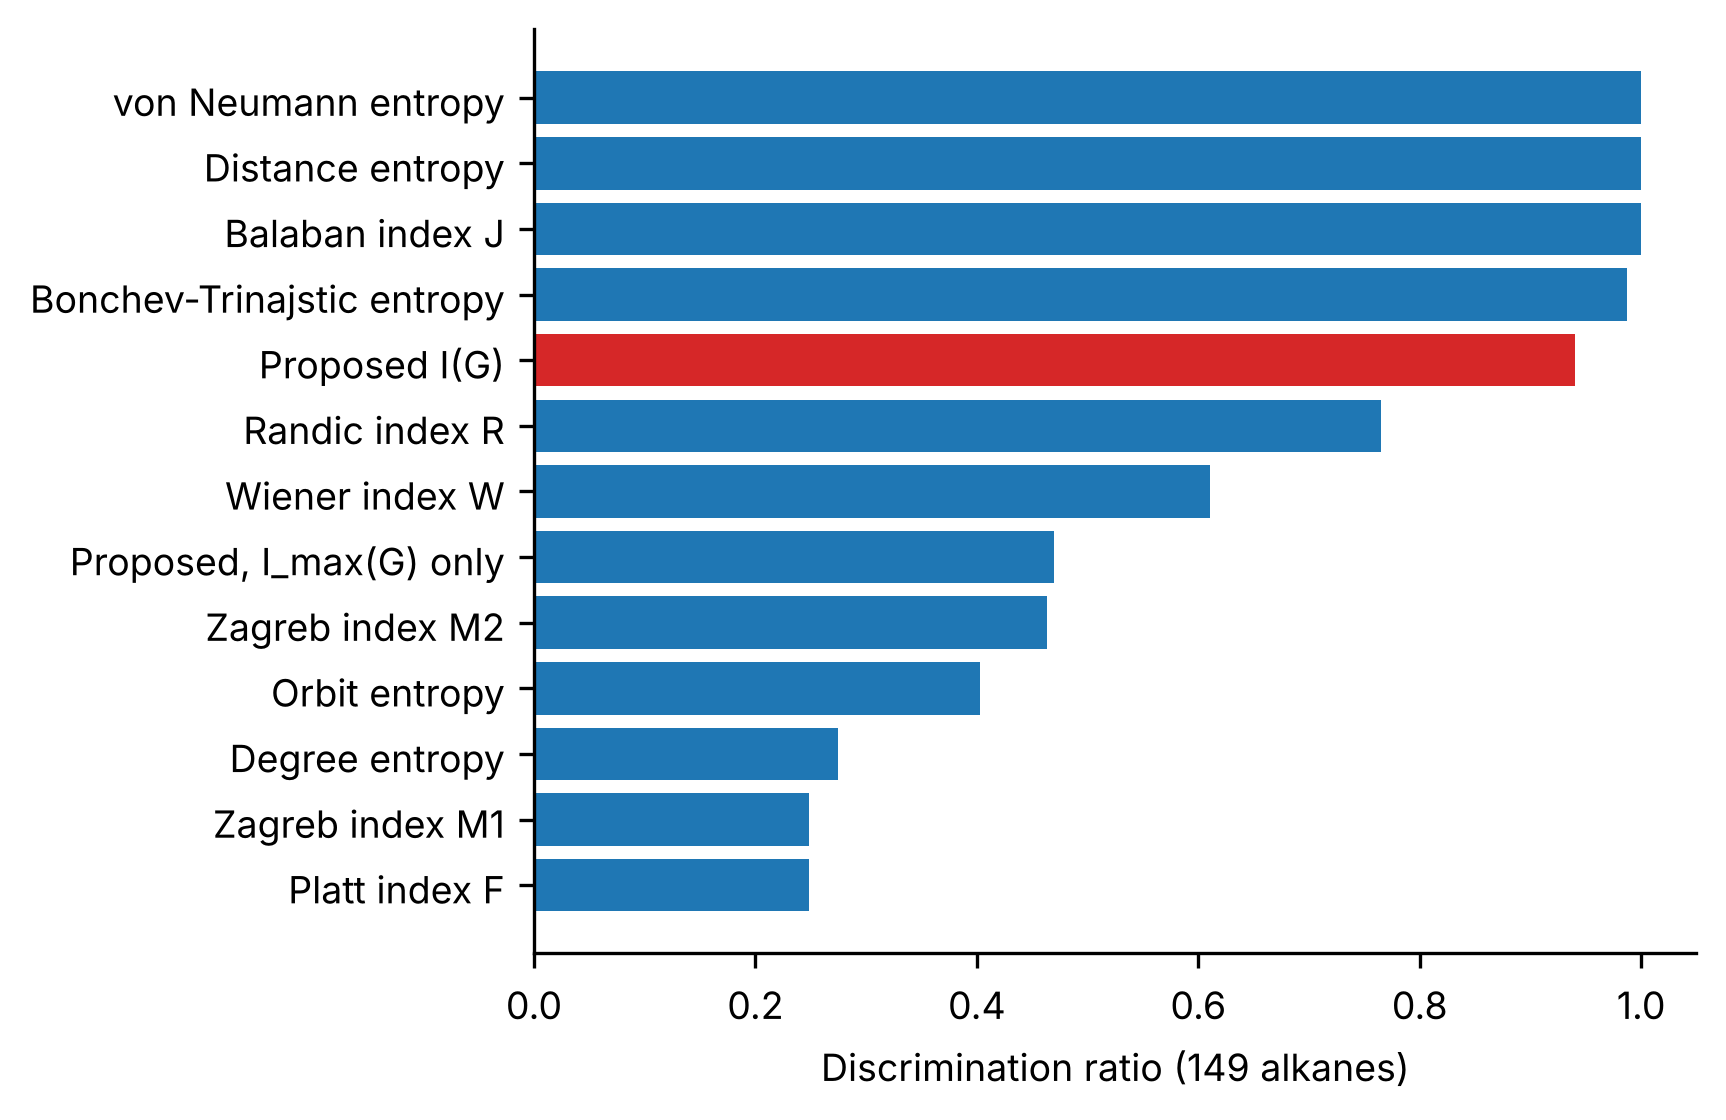 von Neumann entropy
Distance entropy
Balaban index J
Bonchev-Trinajstic entropy
Proposed I(G)
Randic index R
Wiener index W
Proposed, I_max(G) only
Zagreb index M2
Orbit entropy
Degree entropy
Zagreb index M1
Platt index F
0.0 0.2 0.4 0.6 0.8 1.0
Discrimination ratio (149 alkanes)